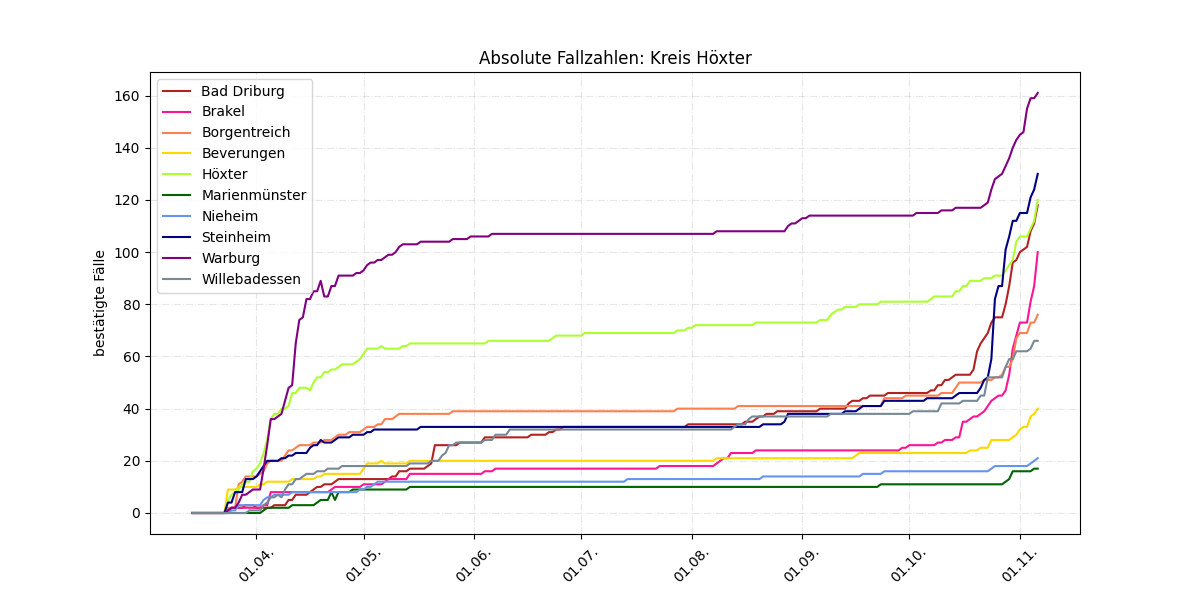 Absolute Fallzahlen: Kreis Höxter
bestätigte Fälle
160
140
120
100
80
60
40
20
0
Bad Driburg
Brakel
Borgentreich
Beverungen
Höxter
Marienmünster
Nieheim
Steinheim
Warburg
Willebadessen
01.04.
01.05.
01.06.
01.07.
01.08.
01.09.
01.10.
01.11.